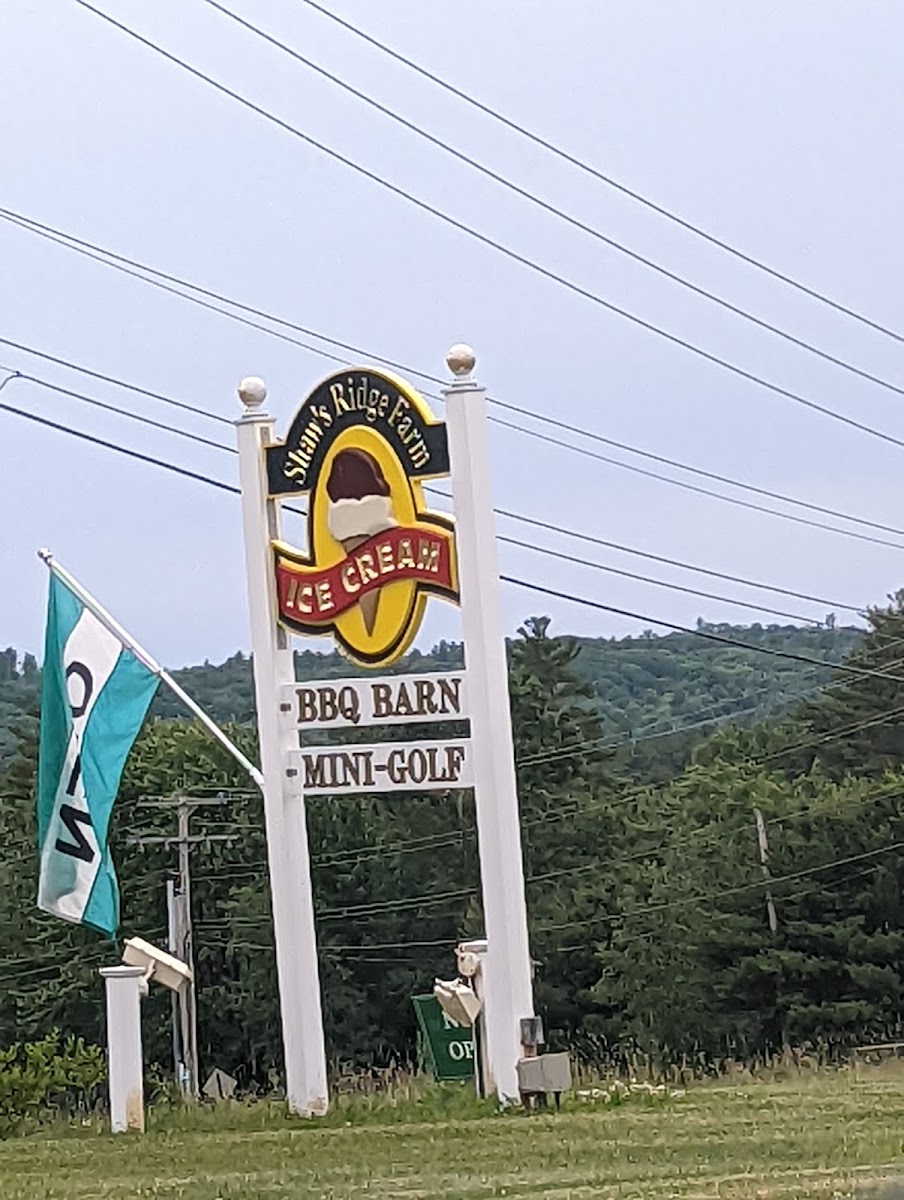 Shaw's Ridge Farm
ICE CREAM
BBQ BARN
MINI-GOLF